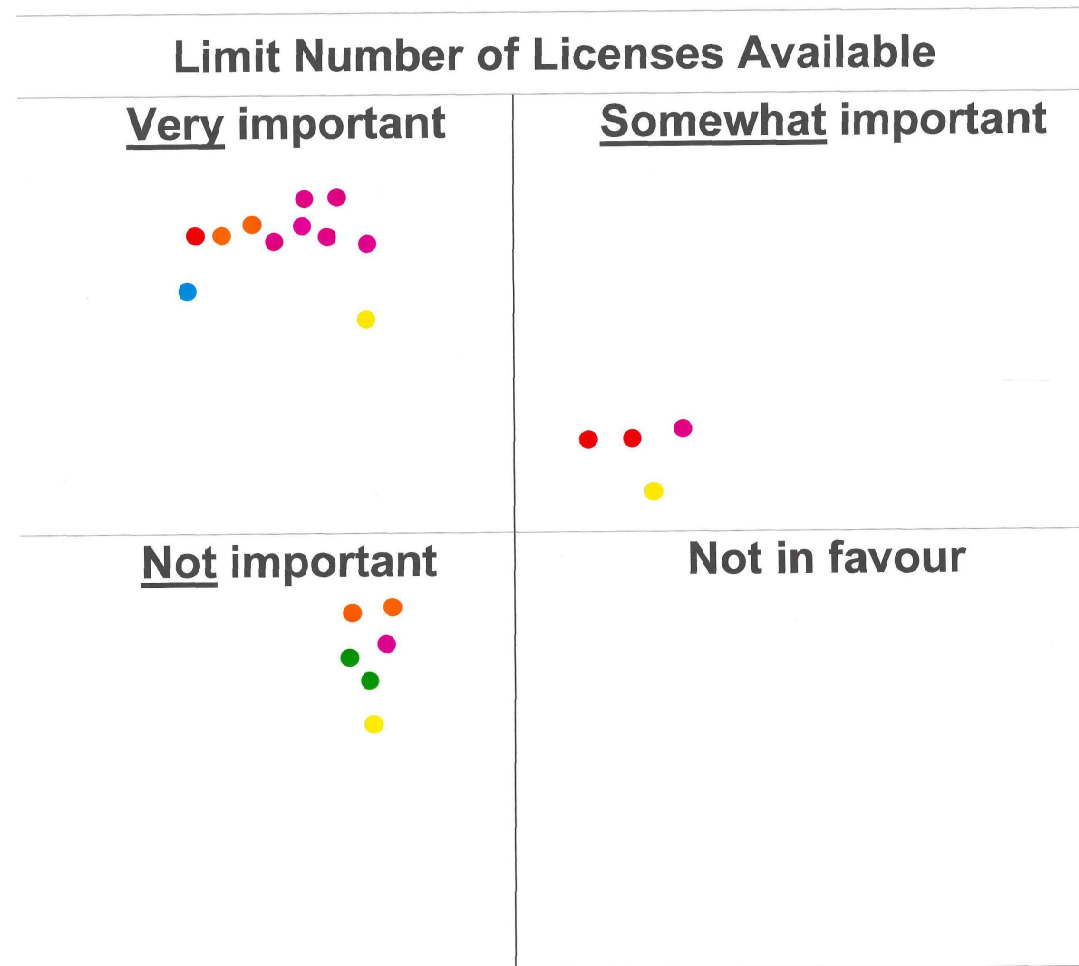 Limit Number of Licenses Available
Very important
Somewhat important
Not important
Not in favour